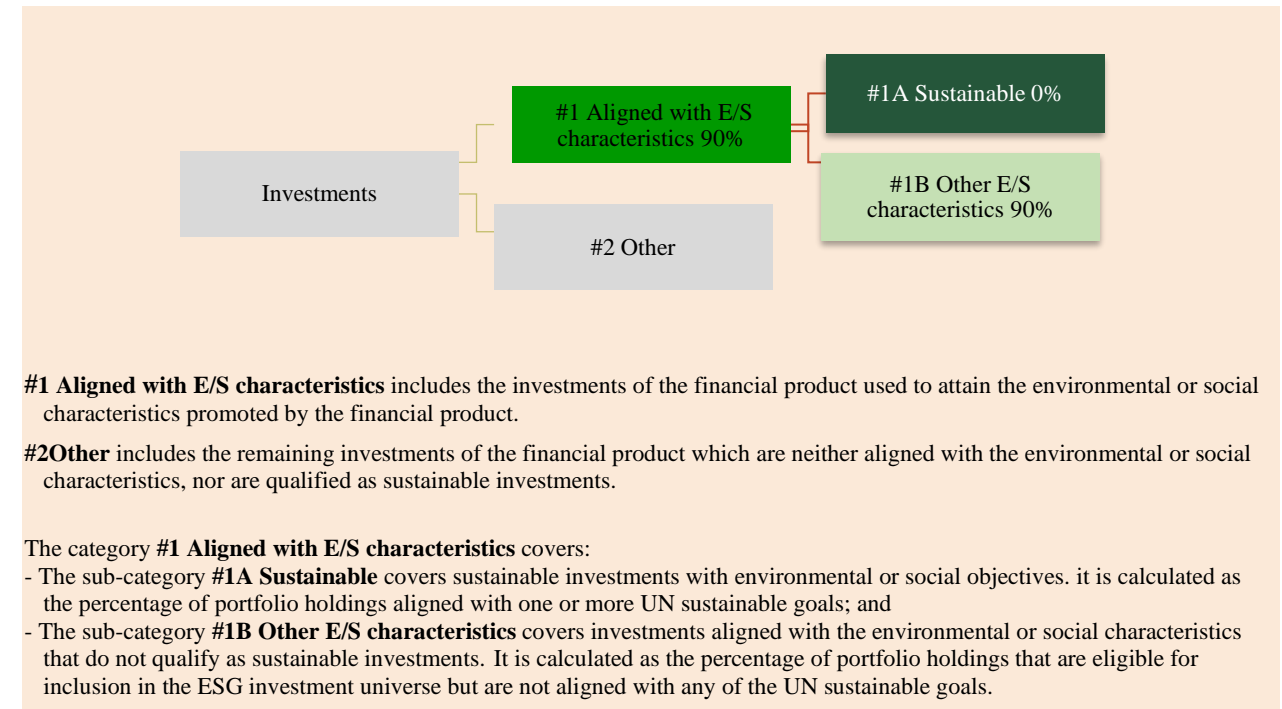 Investments
#1 Aligned with E/S
characteristics 90%
#2 Other
#1A Sustainable 0%
#1B Other E/S
characteristics 90%
#1 Aligned with E/S characteristics includes the investments of the financial product used to attain the environmental or social
characteristics promoted by the financial product.
#2Other includes the remaining investments of the financial product which are neither aligned with the environmental or social
characteristics, nor are qualified as sustainable investments.
The category #1 Aligned with E/S characteristics covers:
- The sub-category #1A Sustainable covers sustainable investments with environmental or social objectives. it is calculated as
the percentage of portfolio holdings aligned with one or more UN sustainable goals; and
- The sub-category #1B Other E/S characteristics covers investments aligned with the environmental or social characteristics
that do not qualify as sustainable investments. It is calculated as the percentage of portfolio holdings that are eligible for
inclusion in the ESG investment universe but are not aligned with any of the UN sustainable goals.